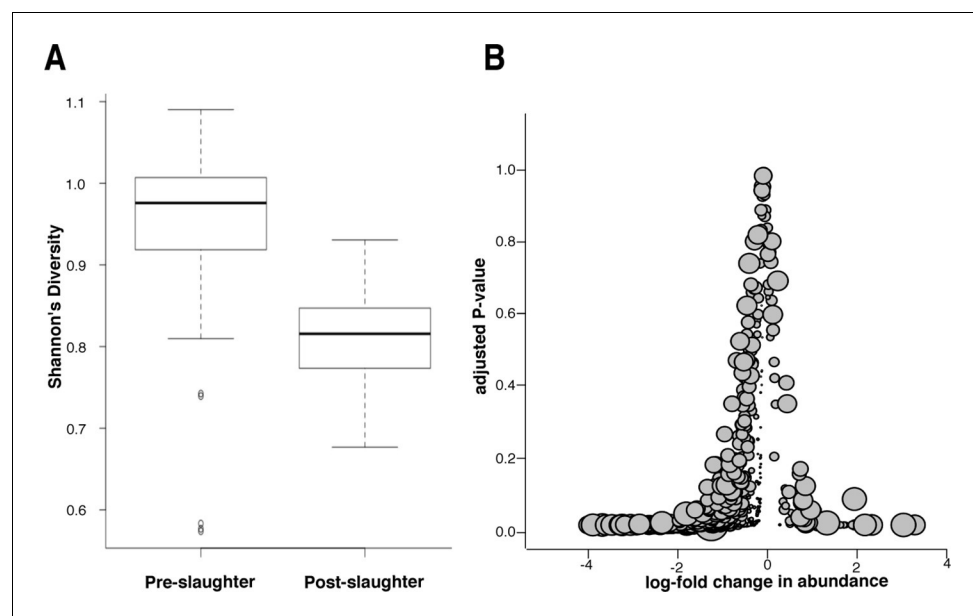 A
B
Shannon's Diversity
1.1
1.0
0.9
0.8
0.7
0.6
Pre-slaughter
Post-slaughter
adjusted P-value
1.0
0.8
0.6
0.4
0.2
0.0
-4
-2
0
2
4
log-fold change in abundance